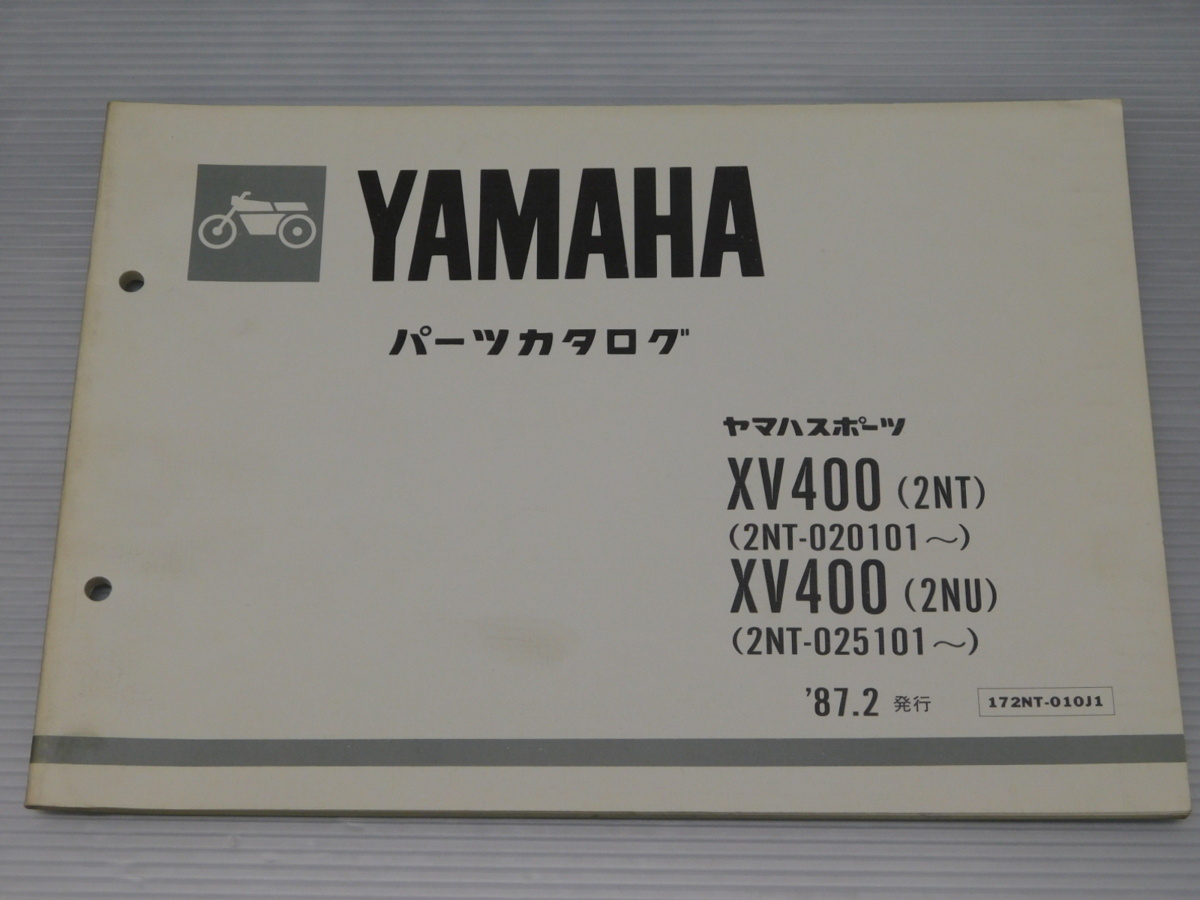 YAMAHA
パーツカタログ
ヤマハスポーツ
XV400 (2NT)
(2NT-020101～)
XV400 (2NU)
(2NT-025101～)
'87.2 発行
172NT-010J1